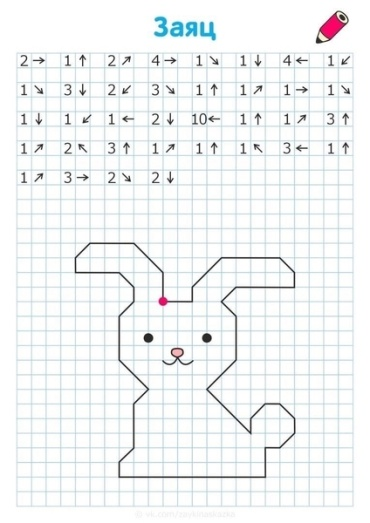 Заяц
2→ 1↑ 2↗ 4→ 1↘ 1↓ 4← 1↙
1↘ 3↓ 2↙ 3↘ 1↑ 1↗ 1→ 1↘
1↓ 1↙ 1← 2↓ 10← 1↑ 1↗ 3↑
1↗ 2↖ 3↑ 1↗ 1↑ 1↖ 3← 1↑
1↗ 3→ 2↘ 2↓